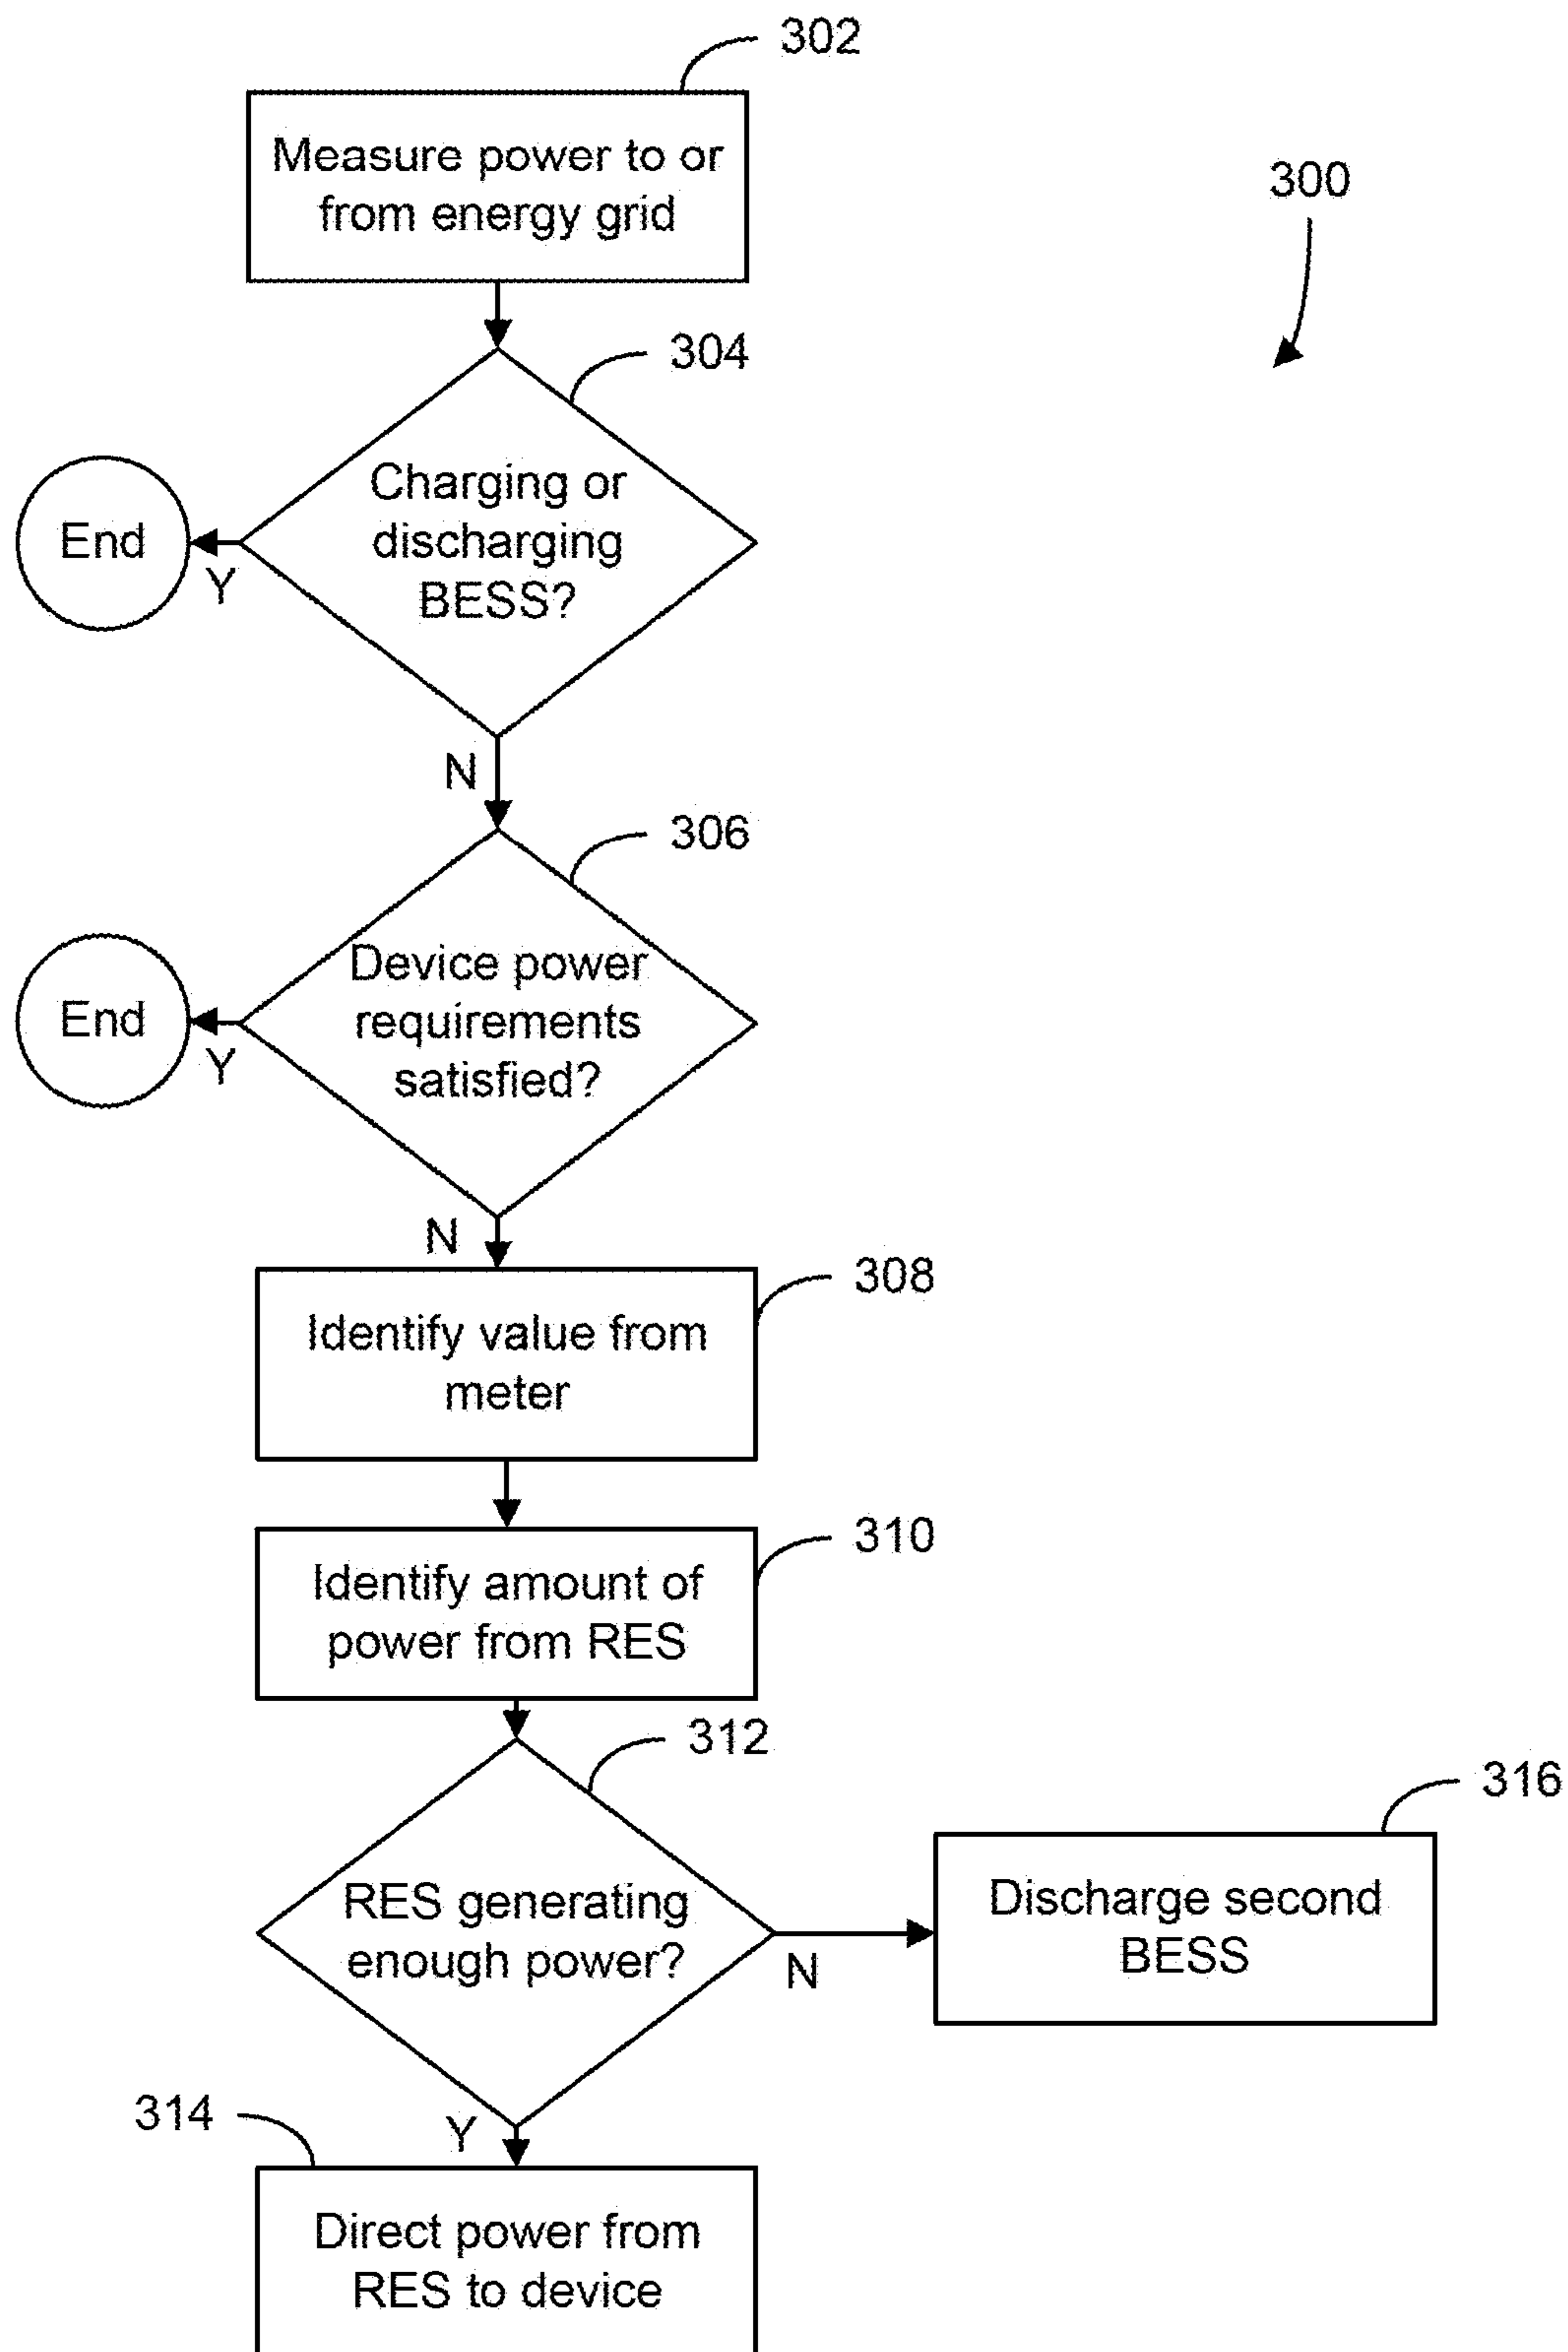 302
Measure power to or
from energy grid
300
304
Charging or
discharging
BESS?
End
Y
N
306
Device power
requirements
satisfied?
End
Y
N
308
Identify value from
meter
310
Identify amount of
power from RES
312
316
RES generating
enough power?
Discharge second
BESS
N
314
Y
Direct power from
RES to device